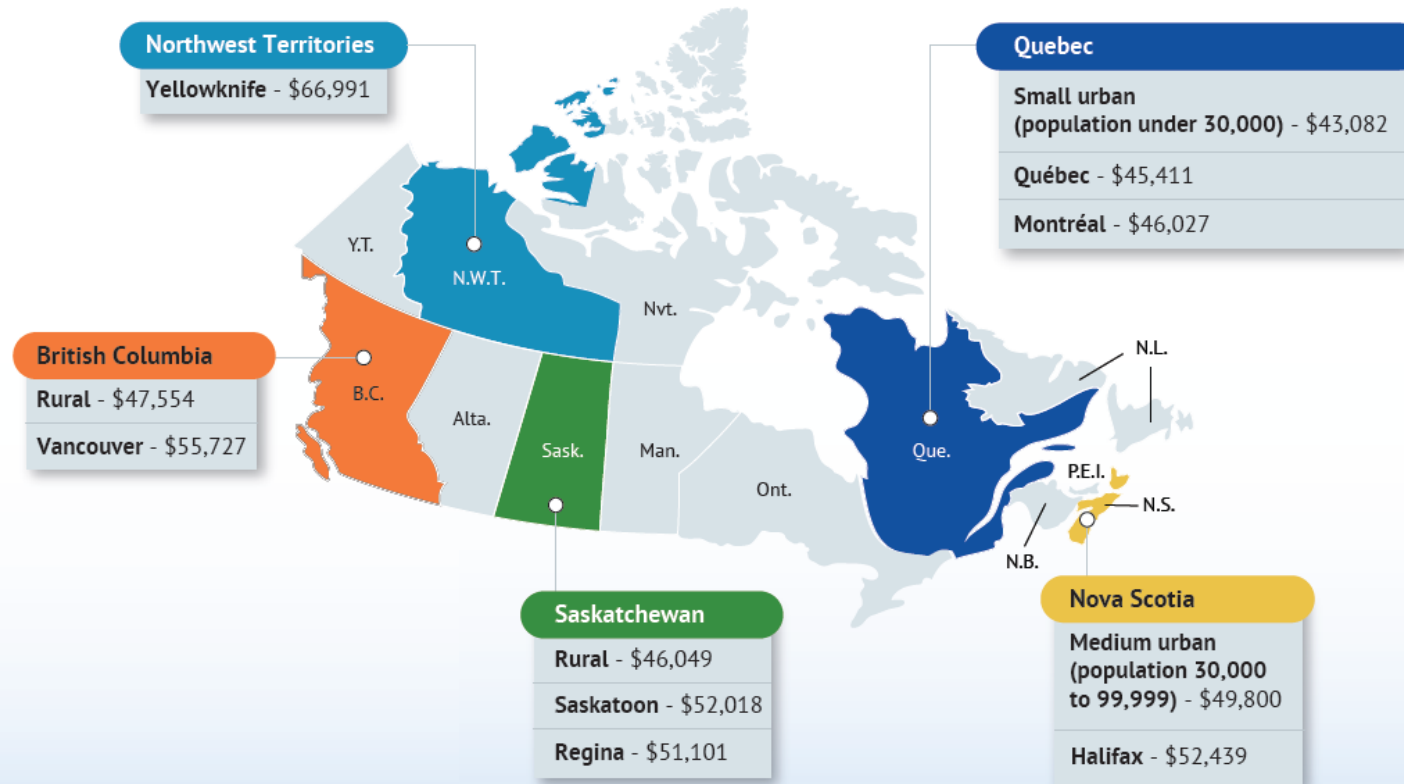 Northwest Territories
Yellowknife - $66,991
Quebec
Small urban
(population under 30,000) - $43,082
Québec - $45,411
Montréal - $46,027
Y.T.
N.W.T.
Nvt.
British Columbia
Rural - $47,554
Vancouver - $55,727
B.C.
Alta.
Sask.
Man.
Ont.
Que.
N.L.
P.E.I.
N.S.
N.B.
Saskatchewan
Rural - $46,049
Saskatoon - $52,018
Regina - $51,101
Nova Scotia
Medium urban
(population 30,000
to 99,999) - $49,800
Halifax - $52,439